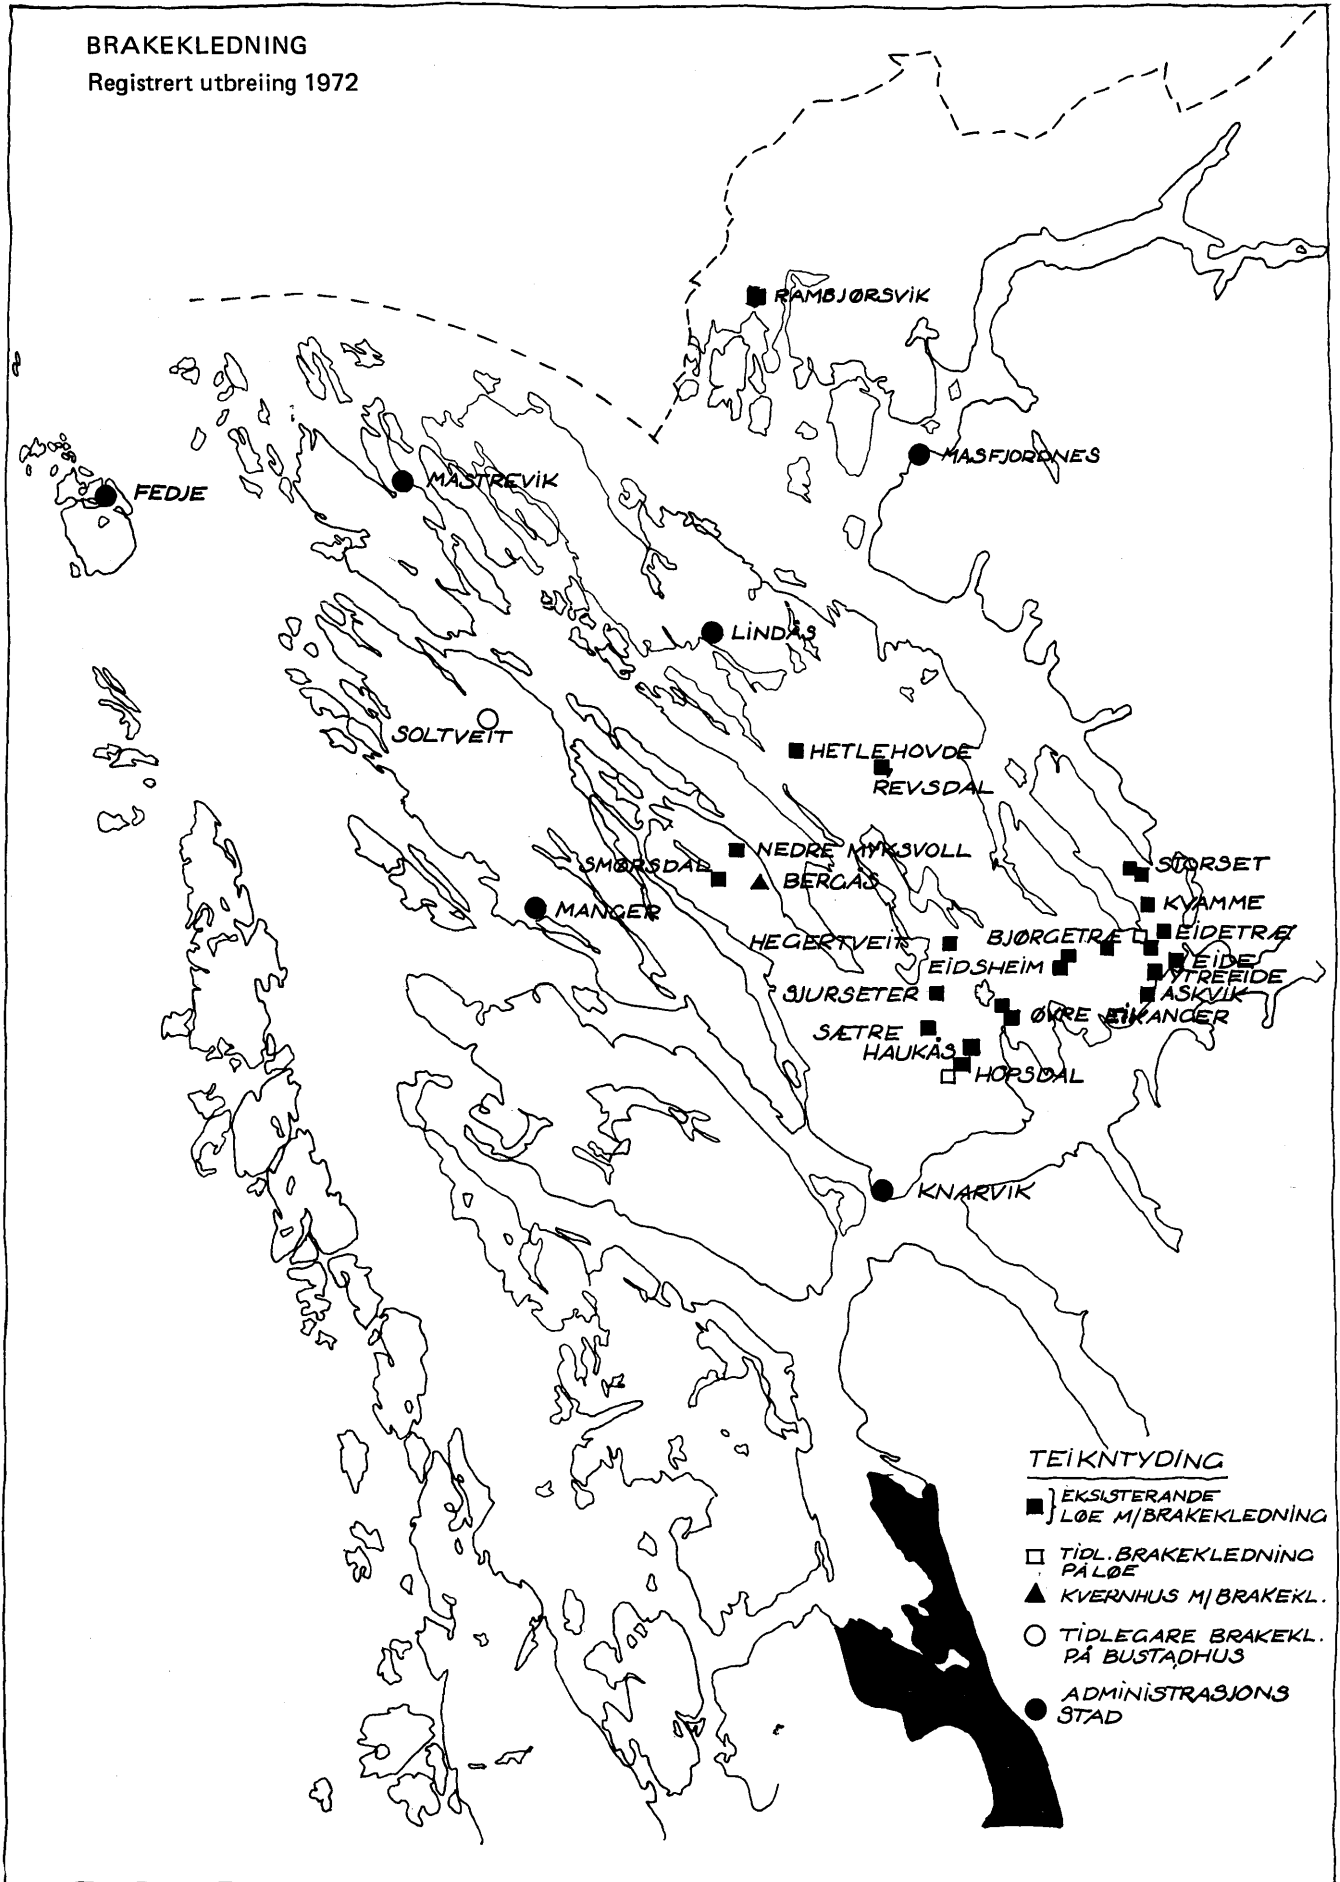 BRAKEKLEDNING
Registrert utbreiing 1972
RAMBJØRSVIK
MASFJORDNES
MASTREVIK
FEDJE
LINDÅS
SOLTVEIT
HETLEHOVDE
REVSDAL
NEDRE MYKSVOLL
SMØRSDAL
BERGÅS
STORSET
MANGER
KVAMME
EIDETRÆ
BJØRGETRÆ
HEGERTVEIT
EIDE
EIDSHEIM
YTREEIDE
SJURSETER
ASKVIK
ØVRE EIKANGER
SÆTRE
HAUKÅS
HOPSDAL
KNARVIK
TEIKNTYDING
EKSISTERANDE
LØE M/BRAKEKLEDNING
TIDL. BRAKEKLEDNING
PÅ LØE
KVERNHUS M/BRAKEKL.
TIDLEGARE BRAKEKL.
PÅ BUSTADHUS
ADMINISTRASJONS
STAD